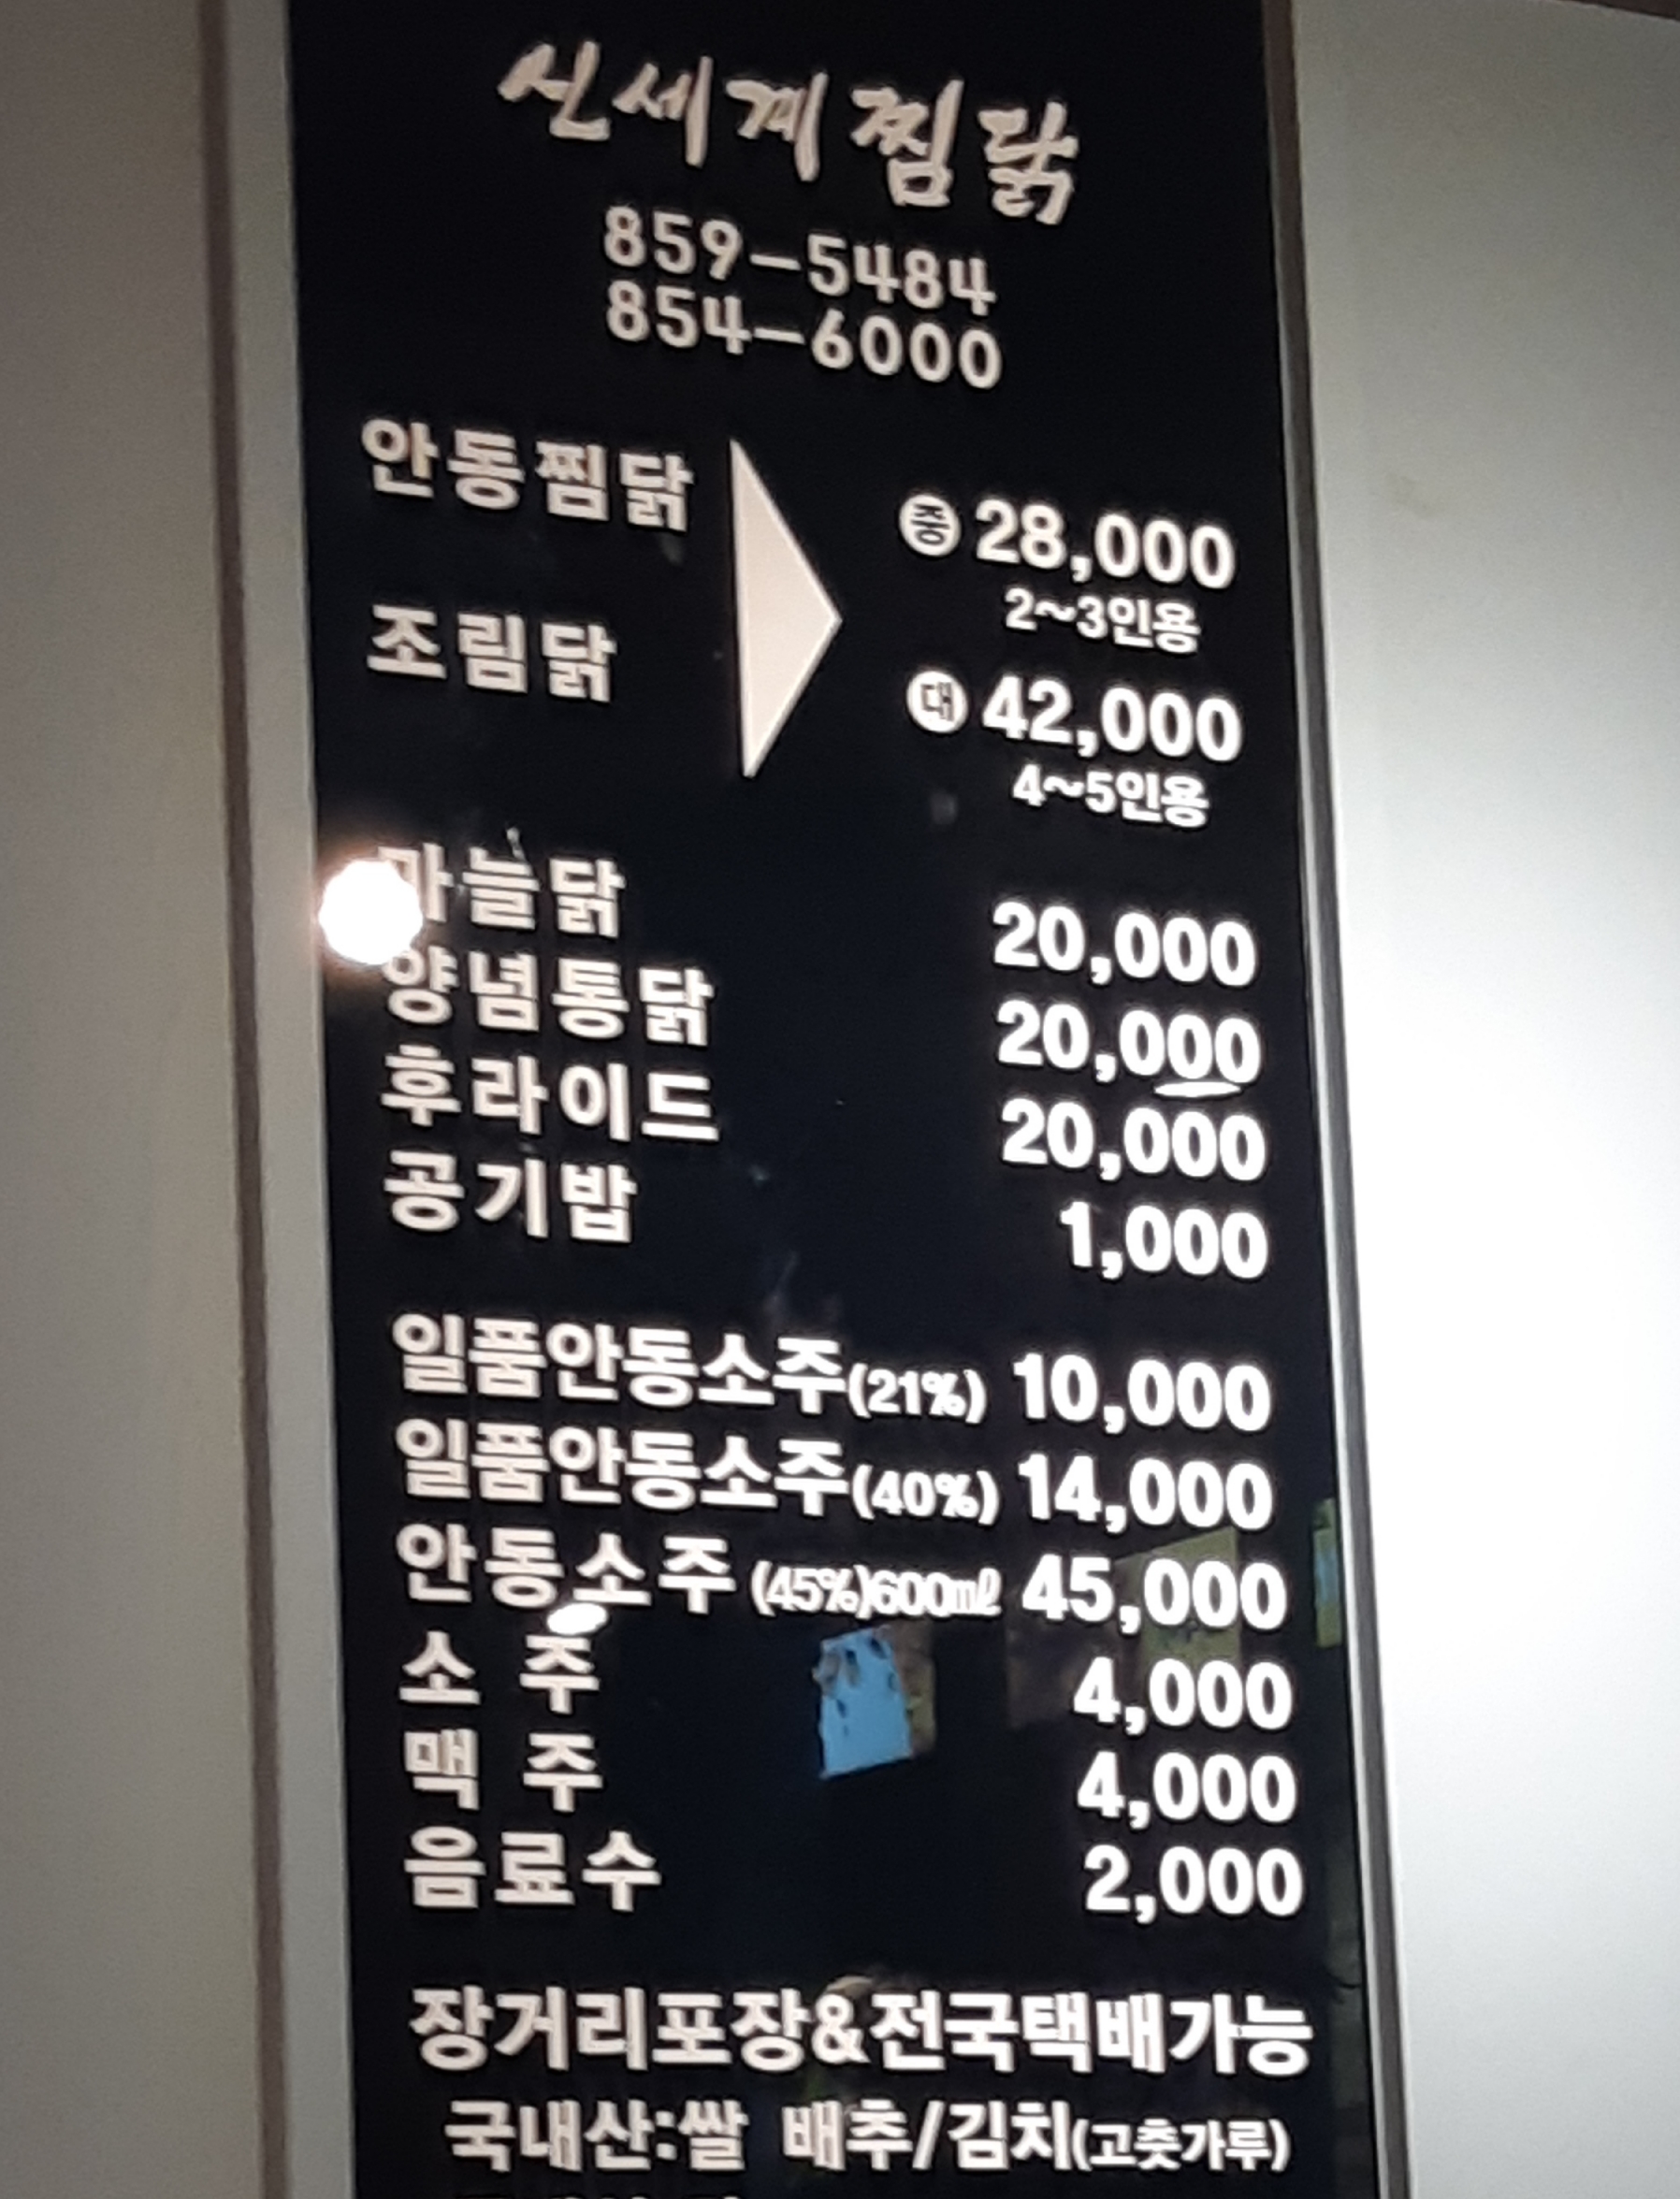 신세계찜닭
859-5484
854-6000
안동찜닭
조림닭
중 28,000
2~3인용
대 42,000
4~5인용
마늘닭 20,000
양념통닭 20,000
후라이드 20,000
공기밥 1,000
일품안동소주(21%) 10,000
일품안동소주(40%) 14,000
안동소주 (45%)600㎖ 45,000
소 주 4,000
맥 주 4,000
음료수 2,000
장거리포장&전국택배가능
국내산:쌀 배추/김치(고춧가루)